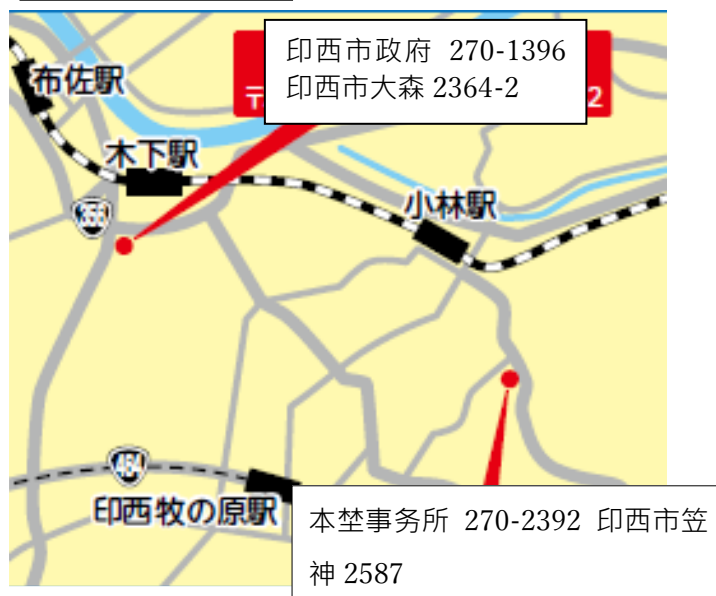 印西市政府 270-1396
印西市大森 2364-2
〒
2
布佐駅
木下駅
356
小林駅
464
印西牧の原駅
本埜事务所 270-2392 印西市笠
神 2587